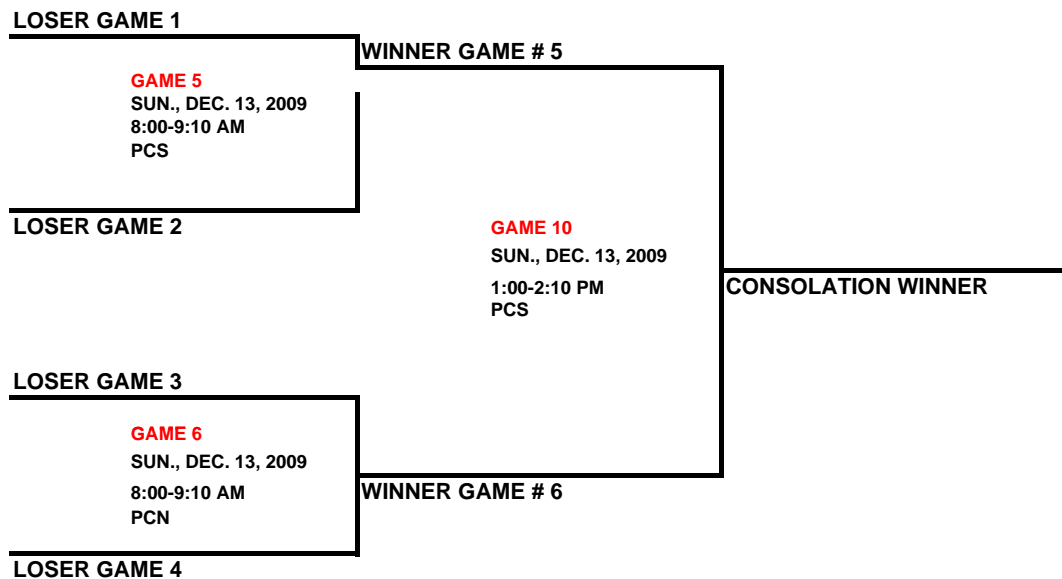 LOSER GAME 1
WINNER GAME # 5
GAME 5
SUN., DEC. 13, 2009
8:00-9:10 AM
PCS
LOSER GAME 2
GAME 10
SUN., DEC. 13, 2009
1:00-2:10 PM
PCS
CONSOLATION WINNER
LOSER GAME 3
GAME 6
SUN., DEC. 13, 2009
8:00-9:10 AM
PCN
WINNER GAME # 6
LOSER GAME 4